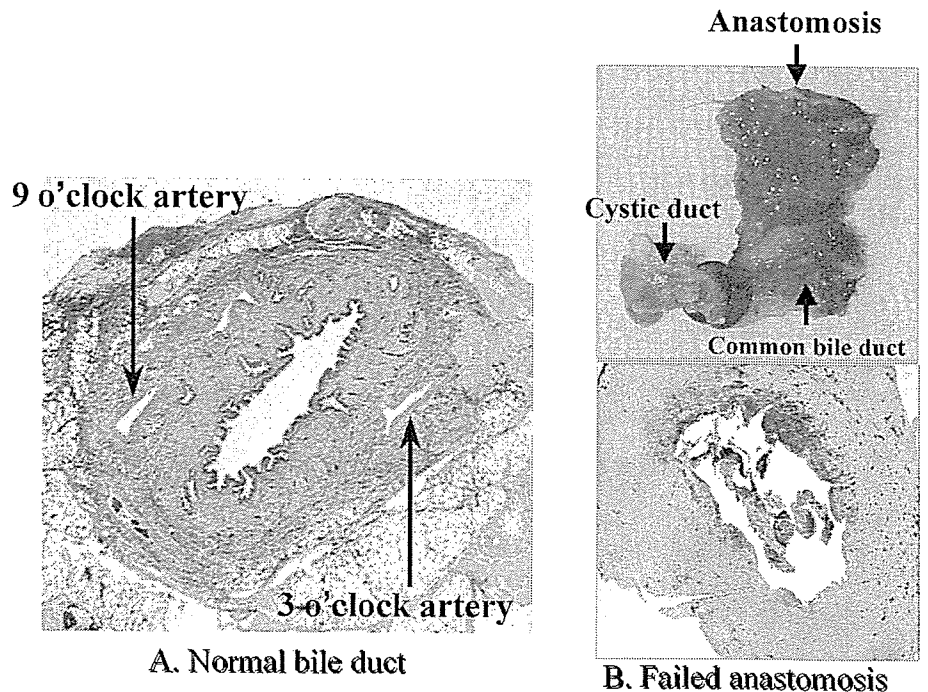 Anastomosis
9 o'clock artery
Cystic duct
Common bile duct
3 o'clock artery
A. Normal bile duct
B. Failed anastomosis